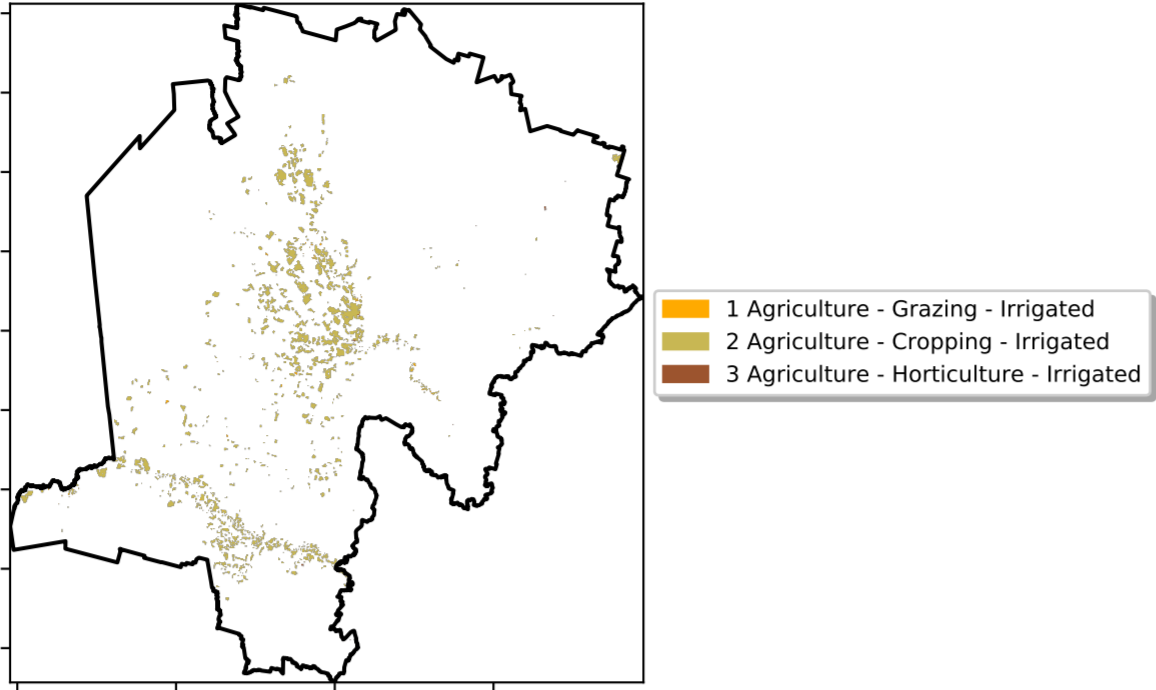 1 Agriculture - Grazing - Irrigated
2 Agriculture - Cropping - Irrigated
3 Agriculture - Horticulture - Irrigated